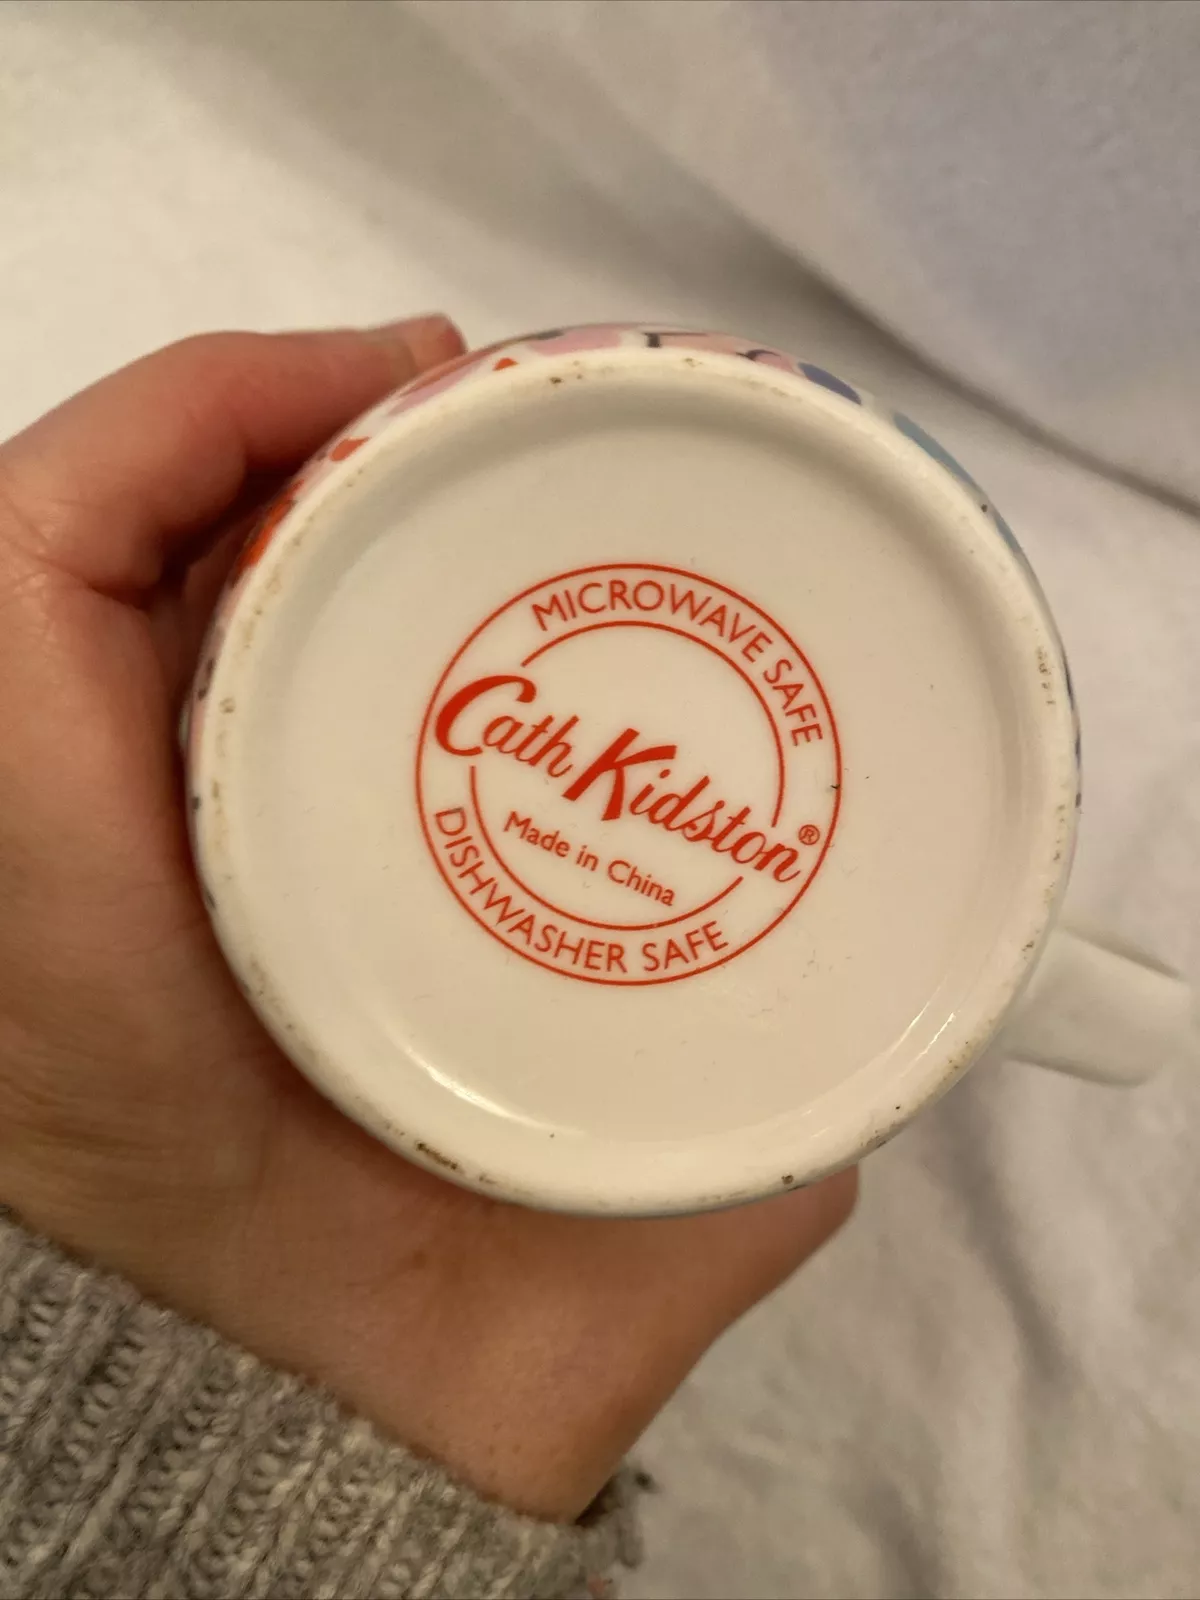 MICROWAVE SAFE
Cath Kidston®
Made in China
DISHWASHER SAFE